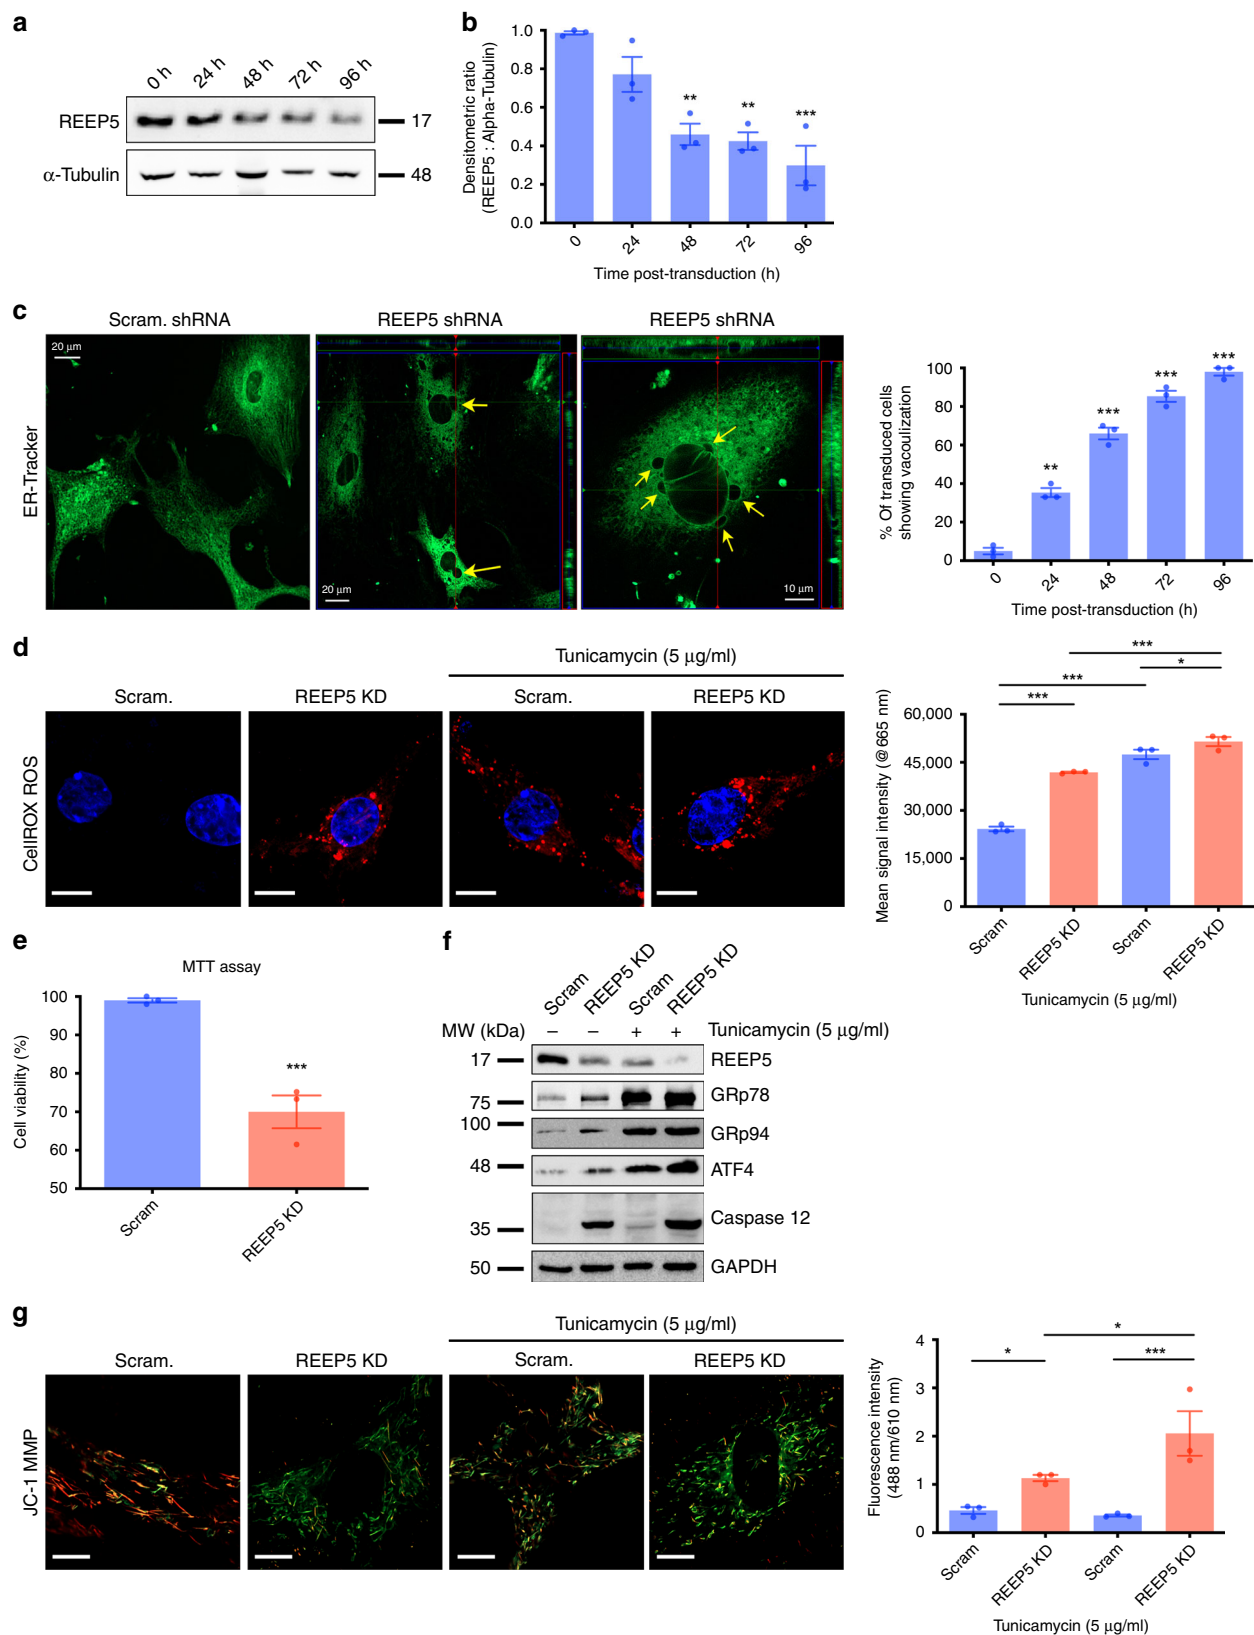 a
0 h 24 h 48 h 72 h 96 h
REEP5 17
α-Tubulin 48
b
Densitometric ratio
(REEP5 : Alpha-Tubulin)
1.0
0.8
0.6
0.4
0.2
0.0
** ** ***
0 24 48 72 96
Time post-transduction (h)
c
Scram. shRNA REEP5 shRNA REEP5 shRNA
ER-Tracker
20 μm
20 μm
10 μm
% Of transduced cells
showing vacoulization
100
80
60
40
20
0
** *** *** ***
0 24 48 72 96
Time post-transduction (h)
d
Tunicamycin (5 μg/ml)
Scram. REEP5 KD Scram. REEP5 KD
CellROX ROS
Mean signal intensity (@665 nm)
60,000
45,000
30,000
15,000
0
***
*
***
***
Scram REEP5 KD Scram REEP5 KD
Tunicamycin (5 μg/ml)
e
MTT assay
Cell viability (%)
100
90
80
70
60
50
***
Scram REEP5 KD
f
Scram REEP5 KD Scram REEP5 KD
MW (kDa) – – + + Tunicamycin (5 μg/ml)
17 REEP5
75 GRp78
100 GRp94
48 ATF4
35 Caspase 12
50 GAPDH
g
Tunicamycin (5 μg/ml)
Scram. REEP5 KD Scram. REEP5 KD
JC-1 MMP
Fluorescence intensity
(488 nm/610 nm)
4
3
2
1
0
*
* ***
Scram REEP5 KD Scram REEP5 KD
Tunicamycin (5 μg/ml)